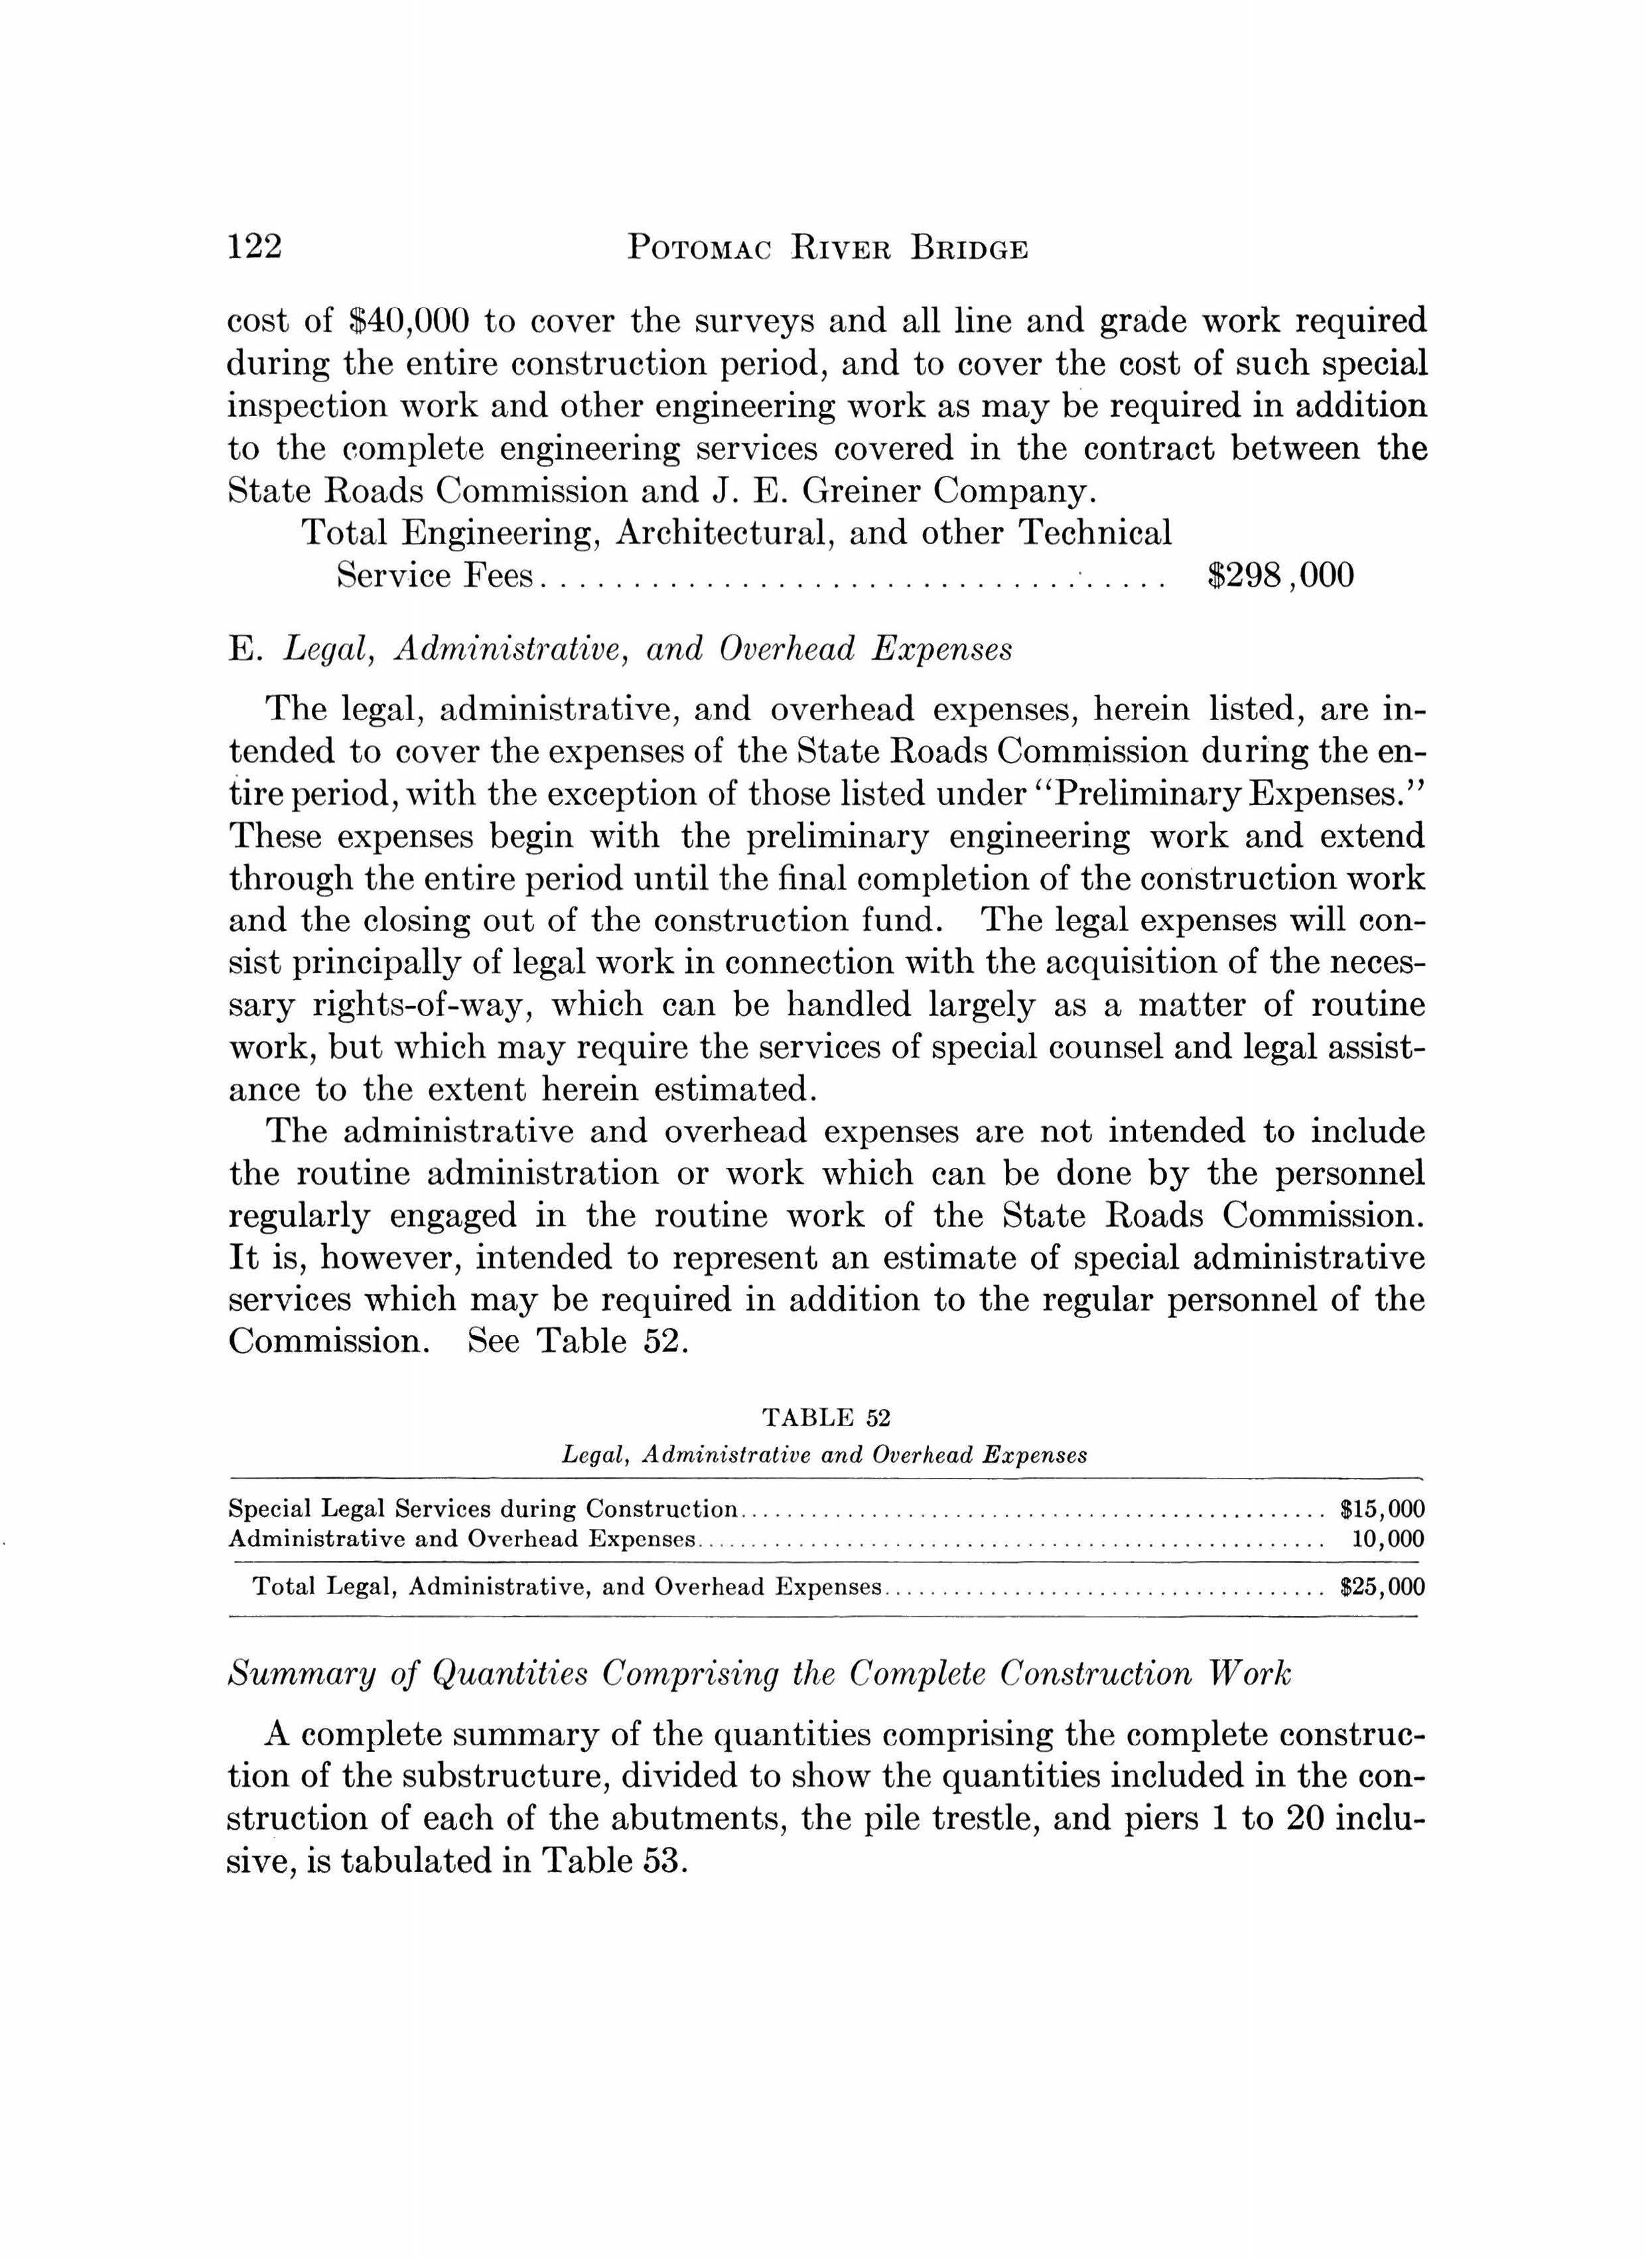 122 POTOMAC RIVER BRIDGE
cost of $40,000 to cover the surveys and all line and grade work required
during the entire construction period, and to cover the cost of such special
inspection work and other engineering work as may be required in addition
to the complete engineering services covered in the contract between the
State Roads Commission and J. E. Greiner Company.
Total Engineering, Architectural, and other Technical
Service Fees. . . . . . . . . . . . . . . . . . . . . . . . . . . . . . . . . . . $298,000
E. Legal, Administrative, and Overhead Expenses
The legal, administrative, and overhead expenses, herein listed, are in-
tended to cover the expenses of the State Roads Commission during the en-
tire period, with the exception of those listed under “Preliminary Expenses.”
These expenses begin with the preliminary engineering work and extend
through the entire period until the final completion of the construction work
and the closing out of the construction fund. The legal expenses will con-
sist principally of legal work in connection with the acquisition of the neces-
sary rights-of-way, which can be handled largely as a matter of routine
work, but which may require the services of special counsel and legal assist-
ance to the extent herein estimated.
The administrative and overhead expenses are not intended to include
the routine administration or work which can be done by the personnel
regularly engaged in the routine work of the State Roads Commission.
It is, however, intended to represent an estimate of special administrative
services which may be required in addition to the regular personnel of the
Commission. See Table 52.
TABLE 52
Legal, Administrative and Overhead Expenses
Special Legal Services during Construction.................................................. $15,000
Administrative and Overhead Expenses...................................................... 10,000
Total Legal, Administrative, and Overhead Expenses...................................... $25,000
Summary of Quantities Comprising the Complete Construction Work
A complete summary of the quantities comprising the complete construc-
tion of the substructure, divided to show the quantities included in the con-
struction of each of the abutments, the pile trestle, and piers 1 to 20 inclu-
sive, is tabulated in Table 53.